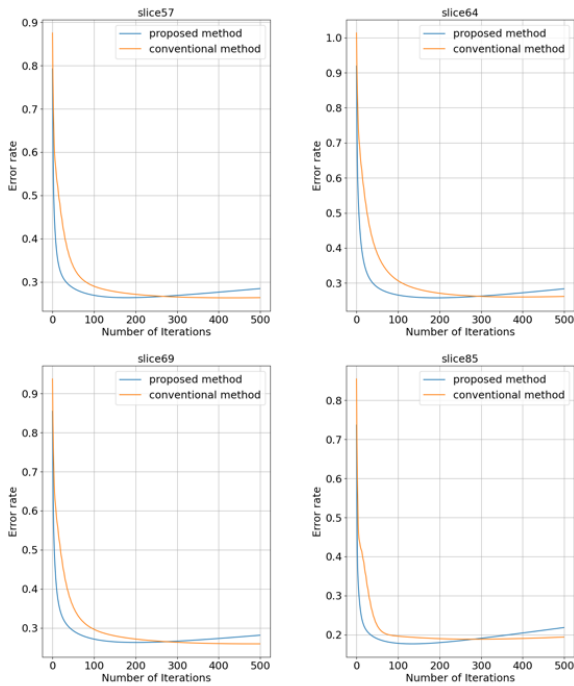 slice57
proposed method
conventional method
Error rate
0.9
0.8
0.7
0.6
0.5
0.4
0.3
0 100 200 300 400 500
Number of Iterations
slice64
proposed method
conventional method
Error rate
1.0
0.9
0.8
0.7
0.6
0.5
0.4
0.3
0 100 200 300 400 500
Number of Iterations
slice69
proposed method
conventional method
Error rate
0.9
0.8
0.7
0.6
0.5
0.4
0.3
0 100 200 300 400 500
Number of Iterations
slice85
proposed method
conventional method
Error rate
0.8
0.7
0.6
0.5
0.4
0.3
0.2
0 100 200 300 400 500
Number of Iterations